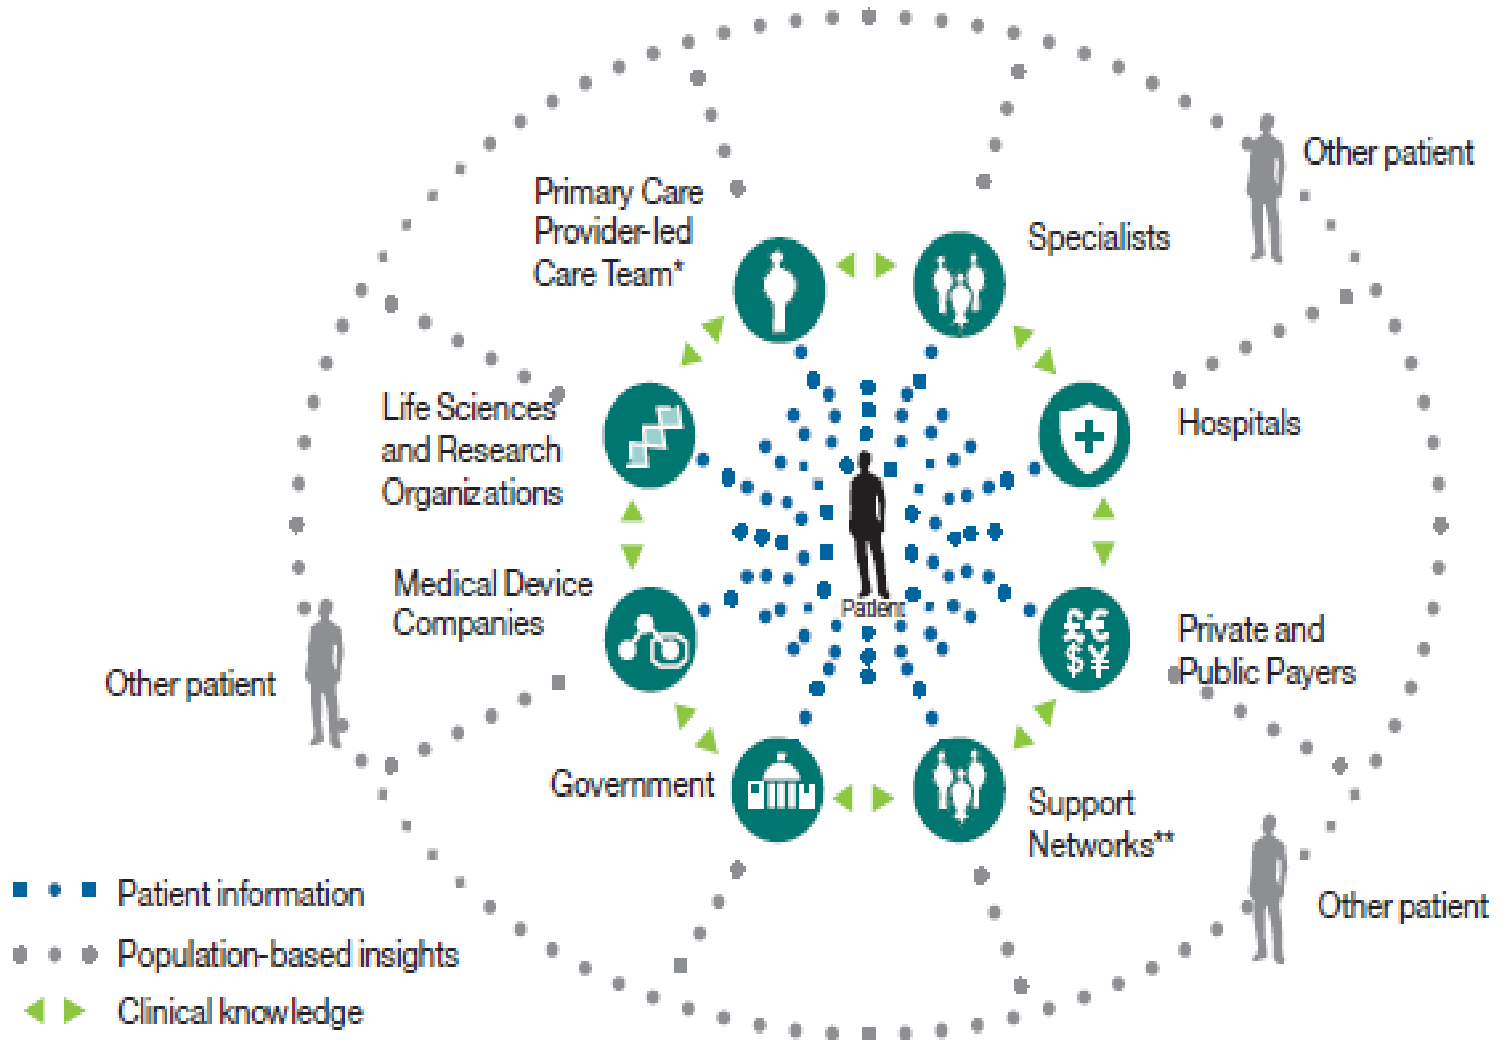 Other patient
Primary Care
Provider-led
Care Team*
Specialists
Life Sciences
and Research
Organizations
Hospitals
Patient
Medical Device
Companies
Private and
Public Payers
££
$¥
Other patient
Government
Support
Networks**
Other patient
Patient information
Population-based insights
Clinical knowledge